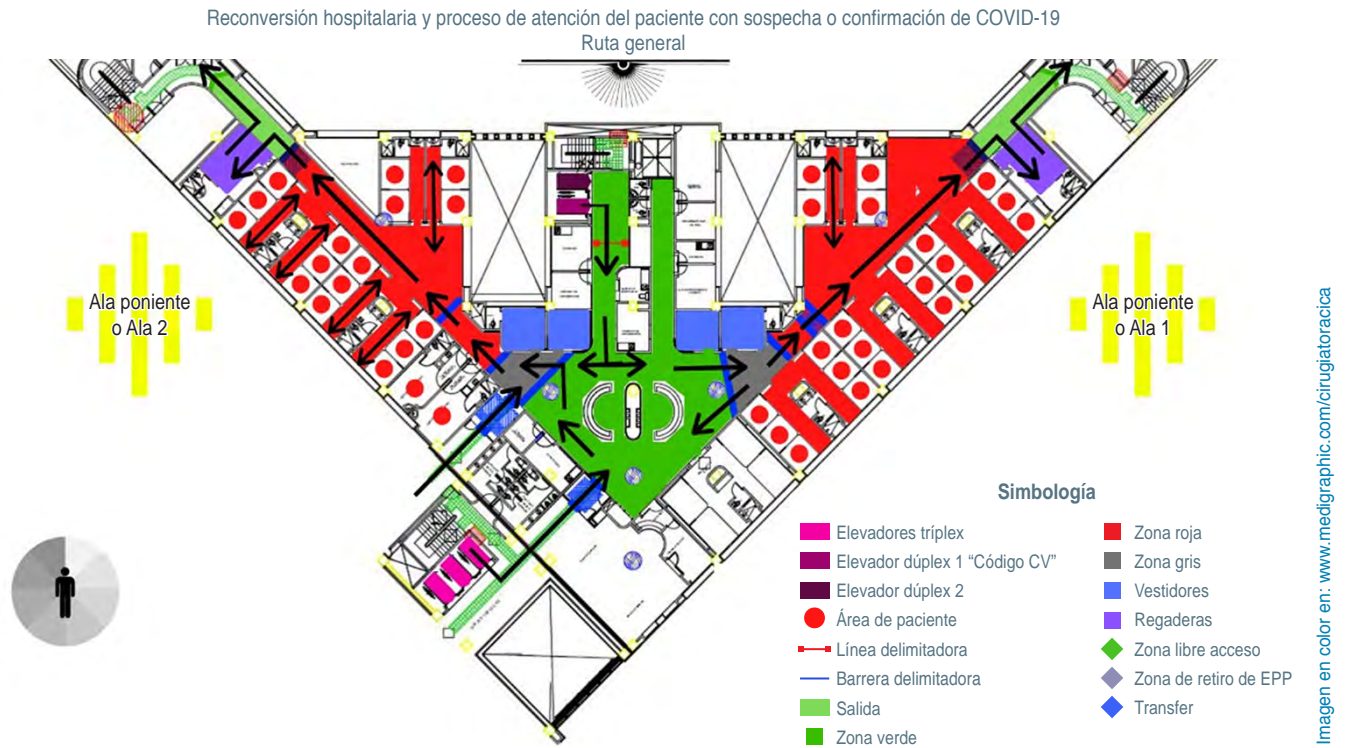 Reconversión hospitalaria y proceso de atención del paciente con sospecha o confirmación de COVID-19
Ruta general
Ala poniente
o Ala 2
Ala poniente
o Ala 1
Simbología
Elevadores tríplex
Elevador dúplex 1 “Código CV”
Elevador dúplex 2
Área de paciente
Línea delimitadora
Barrera delimitadora
Salida
Zona verde
Zona roja
Zona gris
Vestidores
Regaderas
Zona libre acceso
Zona de retiro de EPP
Transfer
Imagen en color en: www.medigraphic.com/cirugiatoracica